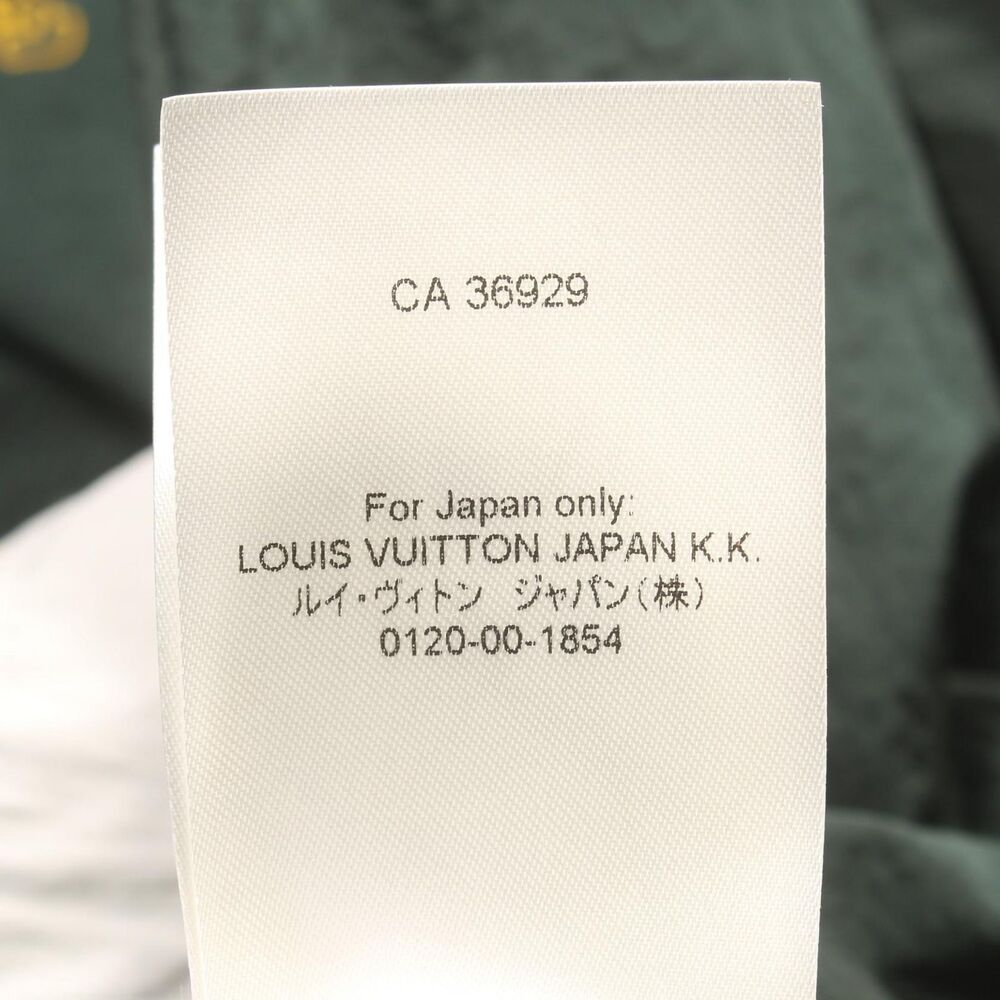 CA 36929
For Japan only:
LOUIS VUITTON JAPAN K.K.
ルイ・ヴィトン　ジャパン(株)
0120-00-1854